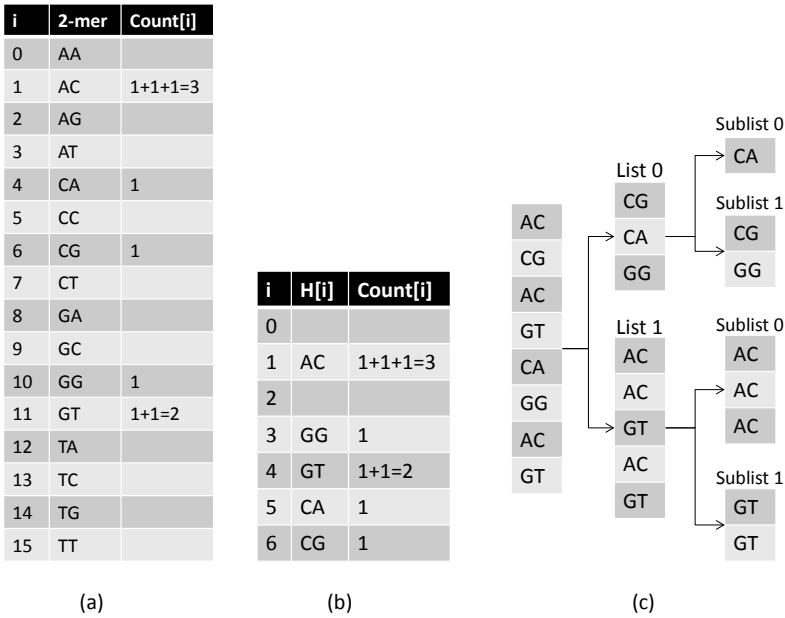 i 2-mer Count[i]
0 AA
1 AC 1+1+1=3
2 AG
3 AT
4 CA 1
5 CC
6 CG 1
7 CT
8 GA
9 GC
10 GG 1
11 GT 1+1=2
12 TA
13 TC
14 TG
15 TT
(a)
i H[i] Count[i]
0
1 AC 1+1+1=3
2
3 GG 1
4 GT 1+1=2
5 CA 1
6 CG 1
(b)
AC
CG
AC
GT
CA
GG
AC
GT
List 0
CG
CA
GG
List 1
AC
AC
GT
AC
GT
Sublist 0
CA
Sublist 1
CG
GG
Sublist 0
AC
AC
AC
Sublist 1
GT
GT
(c)